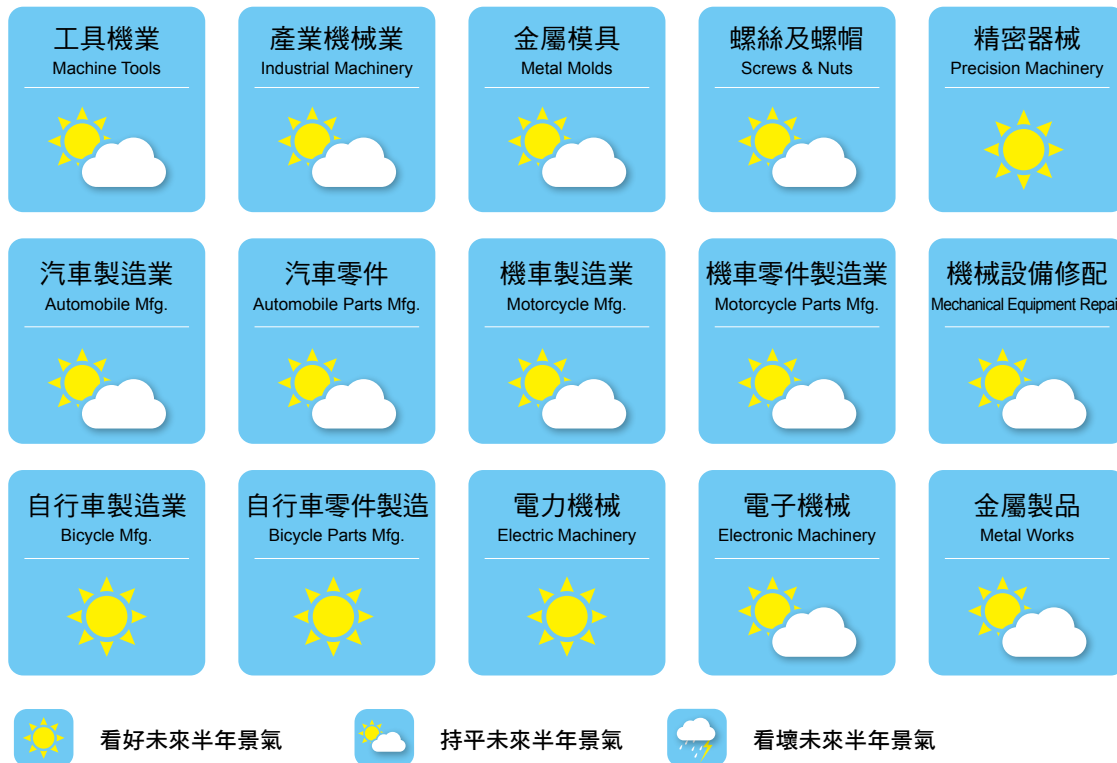 工具機業
Machine Tools
產業機械業
Industrial Machinery
金屬模具
Metal Molds
螺絲及螺帽
Screws & Nuts
精密器械
Precision Machinery
汽車製造業
Automobile Mfg.
汽車零件
Automobile Parts Mfg.
機車製造業
Motorcycle Mfg.
機車零件製造業
Motorcycle Parts Mfg.
機械設備修配
Mechanical Equipment Repai
自行車製造業
Bicycle Mfg.
自行車零件製造
Bicycle Parts Mfg.
電力機械
Electric Machinery
電子機械
Electronic Machinery
金屬製品
Metal Works
看好未來半年景氣
持平未來半年景氣
看壞未來半年景氣